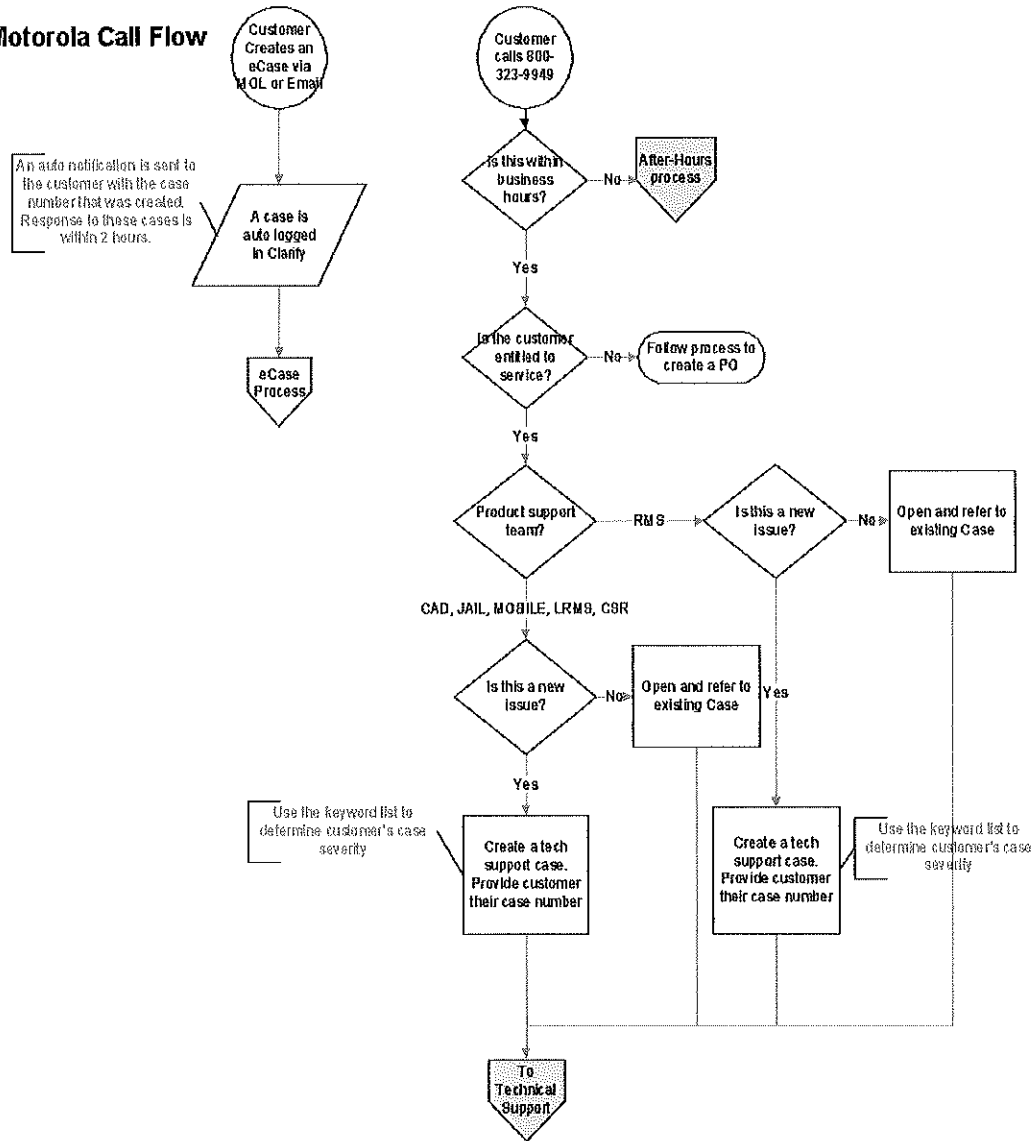 Motorola Call Flow
Customer
Creates an
eCase via
MOL or Email
Customer
calls 800-
323-9949
An auto notification is sent to
the customer with the case
number that was created.
Response to these cases is
within 2 hours.
A case is
auto logged
in Clarify
eCase
Process
Is this within
business
hours?
No
After-Hours
process
Yes
Is the customer
entitled to
service?
No
Follow process to
create a PO
Yes
Product support
team?
RMS
Is this a new
issue?
No
Open and refer to
existing Case
CAD, JAIL, MOBILE, LRMS, CSR
Is this a new
issue?
No
Open and refer to
existing Case
Yes
Yes
Use the keyword list to
determine customer's case
severity
Create a tech
support case.
Provide customer
their case number
Create a tech
support case.
Provide customer
their case number
Use the keyword list to
determine customer's case
severity
To
Technical
Support